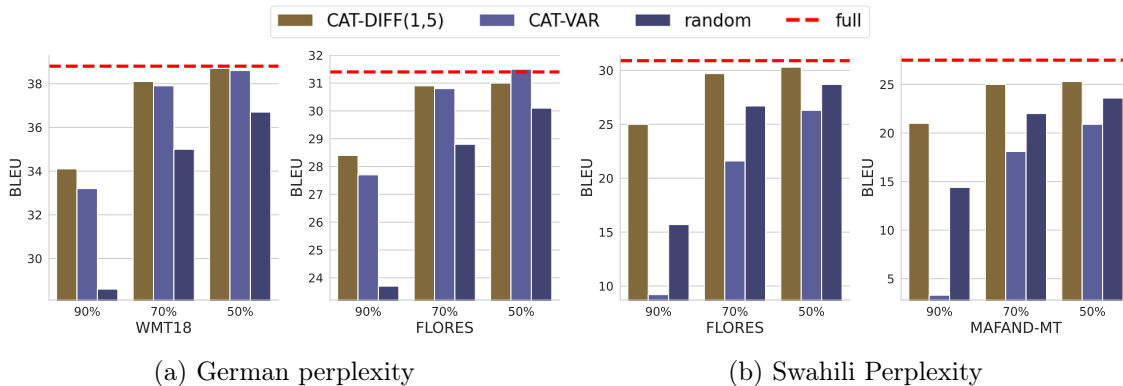 CAT-DIFF(1,5) CAT-VAR random full
BLEU
38
36
34
32
30
90% 70% 50%
WMT18
BLEU
32
31
30
29
28
27
26
25
24
90% 70% 50%
FLORES
BLEU
30
25
20
15
10
90% 70% 50%
FLORES
BLEU
25
20
15
10
5
90% 70% 50%
MAFAND-MT
(a) German perplexity
(b) Swahili Perplexity